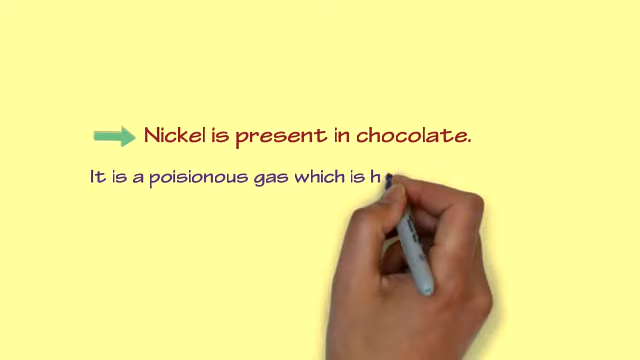 Nickel is present in chocolate.
It is a poisionous gas which is h